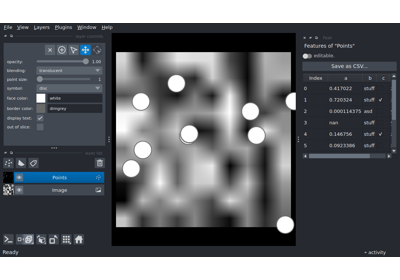 File View Layers Plugins Window Help
opacity: 1.00
blending: translucent
point size: 1
symbol: disc
face color: white
border color: dimgrey
display text:
out of slice:
Points
Image
Ready
Features of "Points"
editable
Save as CSV...
index a b c
0 0.417022 stuff
1 0.720324 stuff
2 0.000114375 asd
3 nan stuff
4 0.146756 stuff
5 0.0923386 stuff
activity